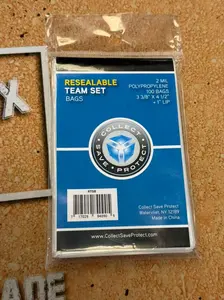 RESEALABLE
TEAM SET
BAGS
2 MIL
POLYPROPYLENE
100 BAGS
3 3/8" X 4 1/2"
+ 1" LIP
COLLECT
SAVE PROTECT
Collect Save Protect
Made in China
www.CollectSaveProtect.com
X
ANE